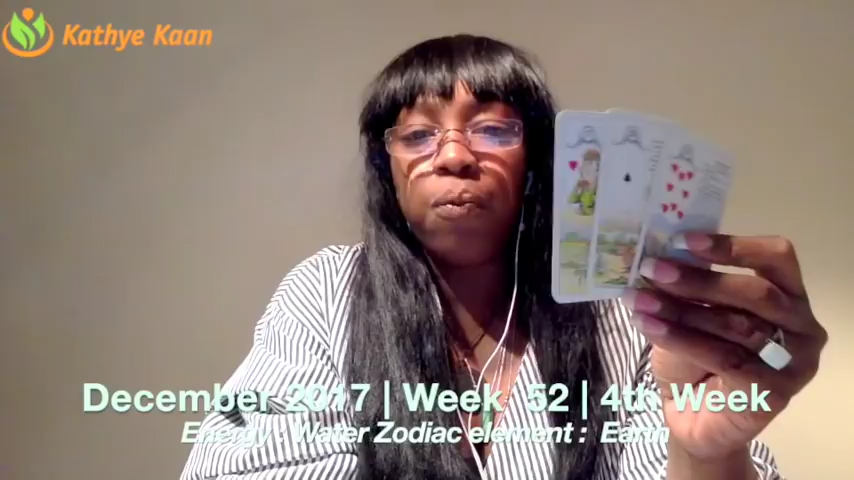 Kathye Kaan
December 2017 | Week 52 | 4th Week
Energy : Water Zodiac element : Earth